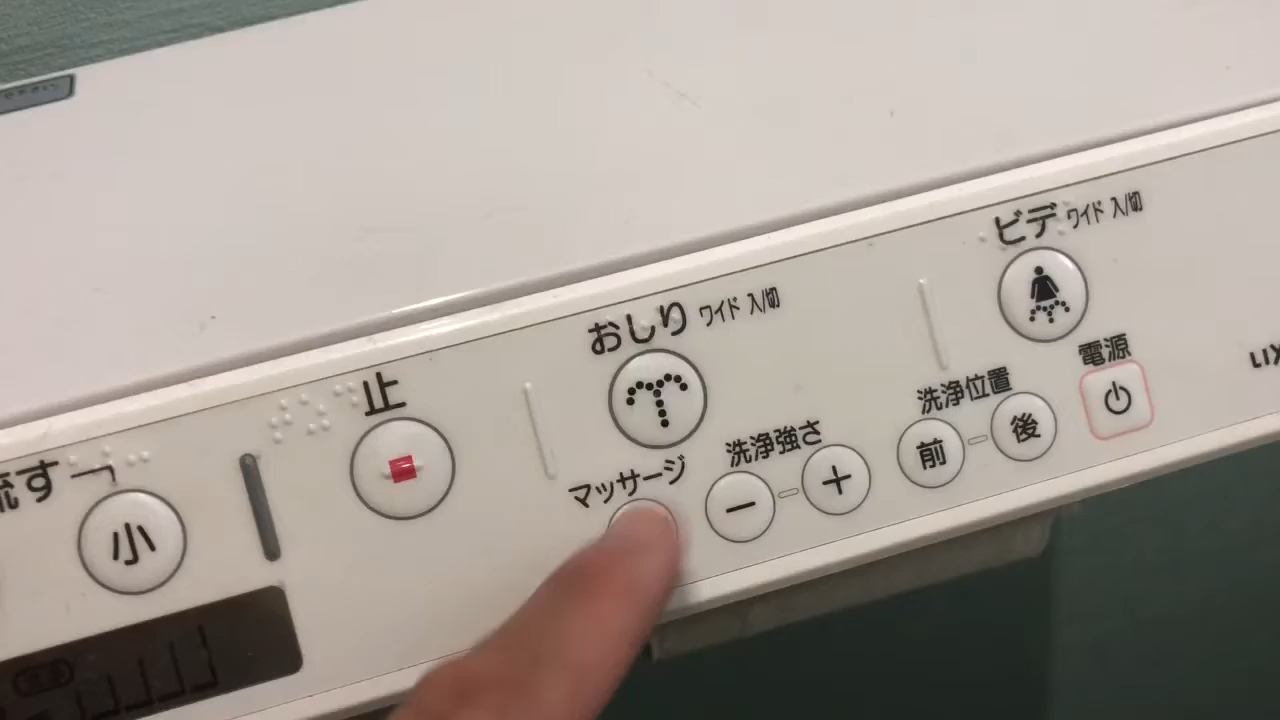 流す
小
止
おしり ワイド 入/切
マッサージ
洗浄強さ
－ ＋
ビデ ワイド 入/切
洗浄位置
前 後
電源
LIX